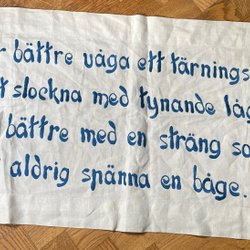 r bättre våga ett tärnings
t slockna med tynande låg
bättre med en sträng so
aldrig spänna en båge.